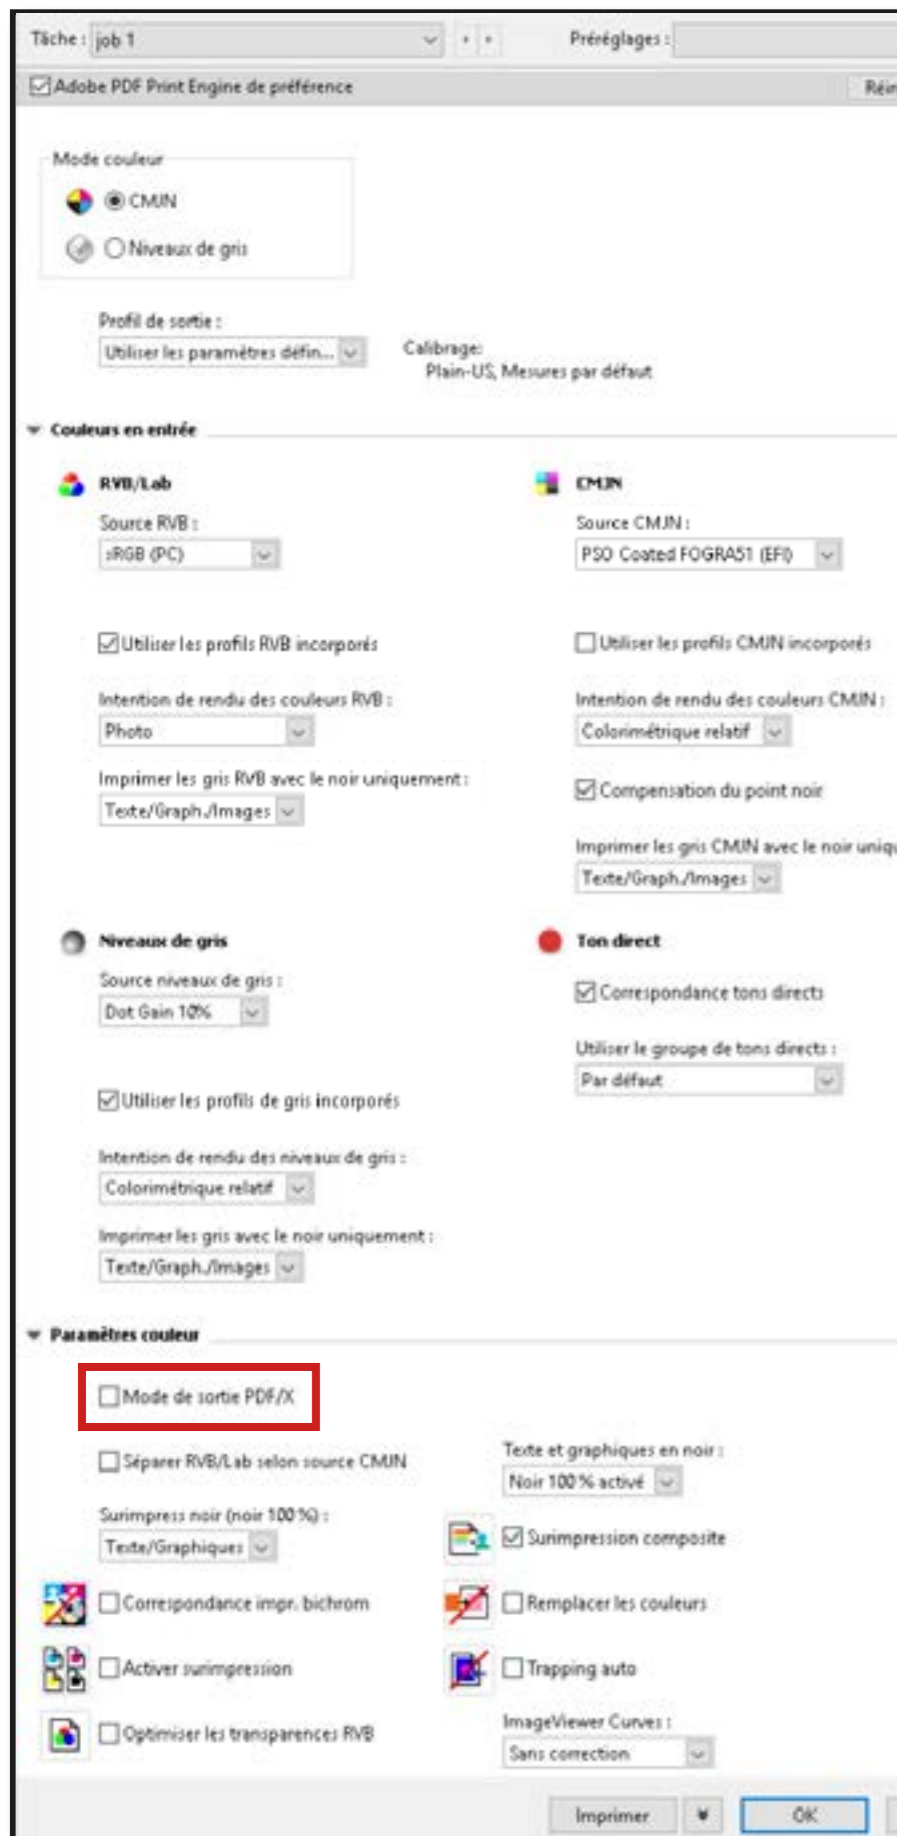 Tâche : job 1 Préréglages :
Adobe PDF Print Engine de préférence
Mode couleur
CMJN
Niveaux de gris
Profil de sortie :
Utiliser les paramètres défin...
Calibrage:
Plain-US, Mesures par défaut
Couleurs en entrée
RVB/Lab
Source RVB :
sRGB (PC)
Utiliser les profils RVB incorporés
Intention de rendu des couleurs RVB :
Photo
Imprimer les gris RVB avec le noir uniquement :
Texte/Graph./Images
CMJN
Source CMJN :
PSO Coated FOGRA51 (EFI)
Utiliser les profils CMJN incorporés
Intention de rendu des couleurs CMJN :
Colorimétrique relatif
Compensation du point noir
Imprimer les gris CMJN avec le noir uniqu
Texte/Graph./Images
Niveaux de gris
Source niveaux de gris :
Dot Gain 10%
Utiliser les profils de gris incorporés
Intention de rendu des niveaux de gris :
Colorimétrique relatif
Imprimer les gris avec le noir uniquement :
Texte/Graph./Images
Ton direct
Correspondance tons directs
Utiliser le groupe de tons directs :
Par défaut
Paramètres couleur
Mode de sortie PDF/X
Séparer RVB/Lab selon source CMJN
Surimpress noir (noir 100%) :
Texte/Graphiques
Correspondance impr. bichrom
Activer surimpression
Optimiser les transparences RVB
Texte et graphiques en noir :
Noir 100 % activé
Surimpression composite
Remplacer les couleurs
Trapping auto
ImageViewer Curves :
Sans correction
Imprimer OK